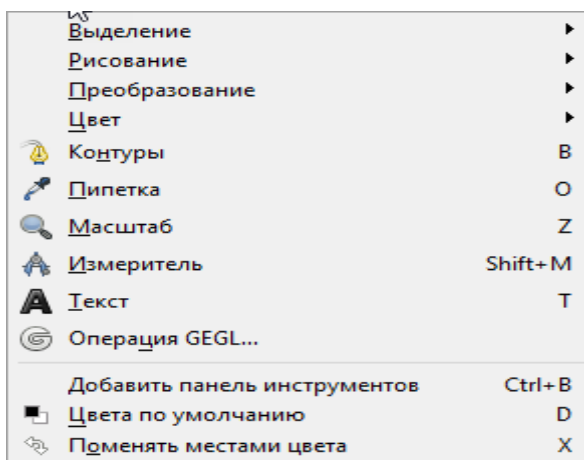 Выделение
Рисование
Преобразование
Цвет
Контуры B
Пипетка O
Масштаб Z
Измеритель Shift+M
Текст T
Операция GEGL...
Добавить панель инструментов Ctrl+B
Цвета по умолчанию D
Поменять местами цвета X